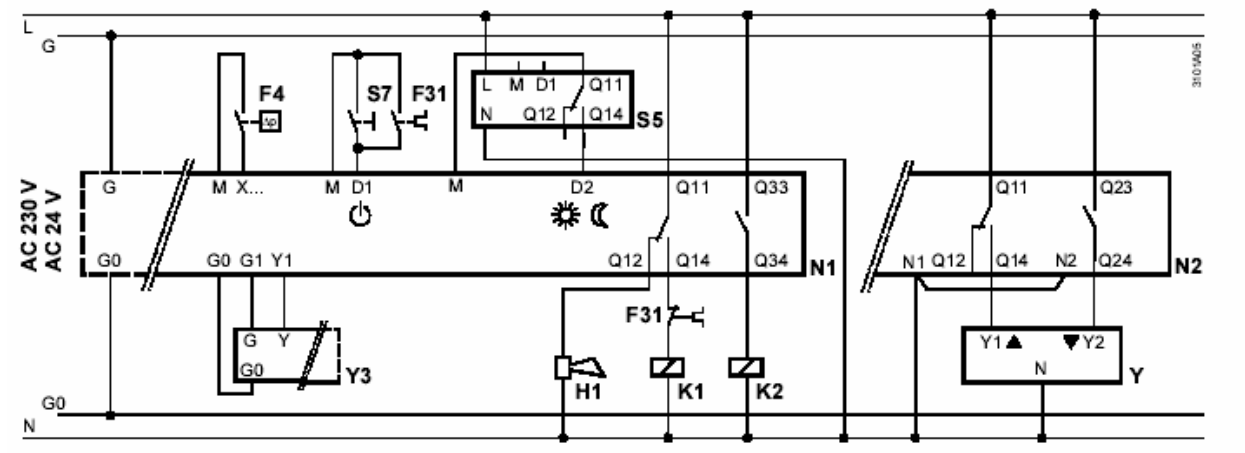 L
G
3101A05
F4
Δp
S7 F31
L M D1 Q11
N Q12 Q14
S5
AC 230 V
AC 24 V
G M X... M D1 M D2 Q11 Q33
G0 G0 G1 Y1 Q12 Q14 Q34
N1
Q11 Q23
N1 Q12 Q14 N2 Q24
N2
F31
G Y
G0
Y3
H1 K1 K2
Y1 ▲ ▼ Y2
N
Y
G0
N